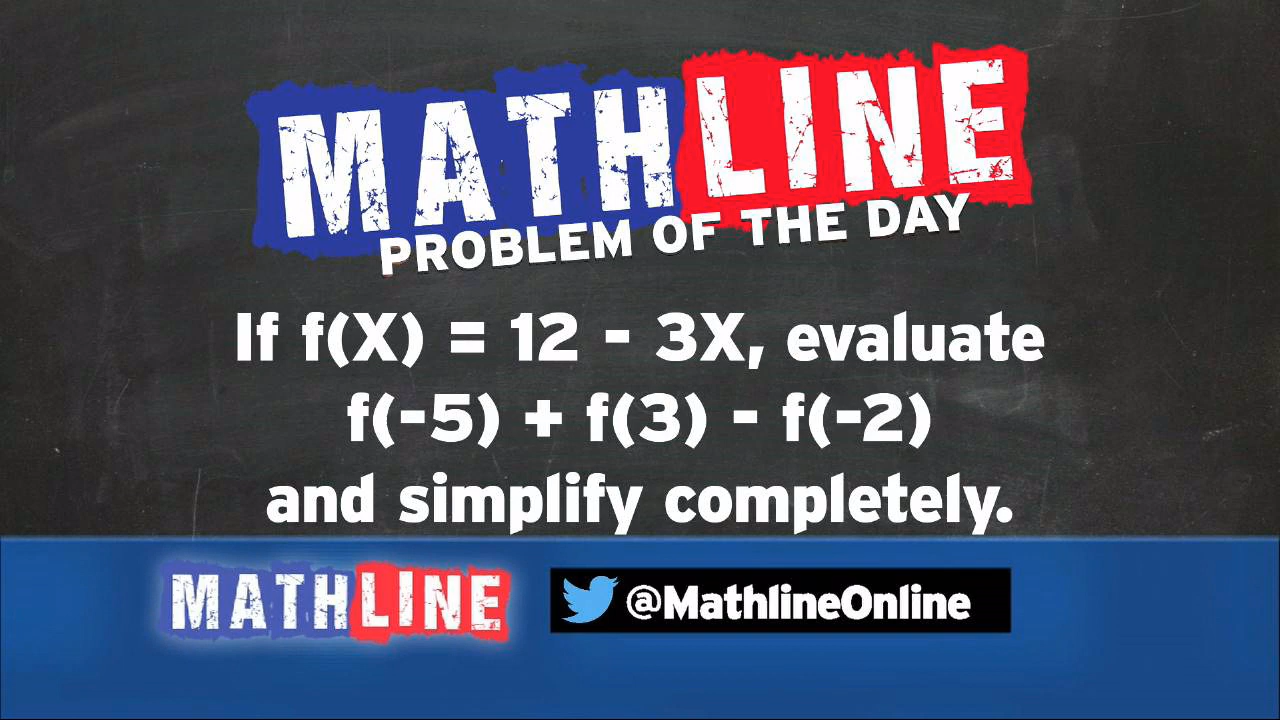 MATHLINE
PROBLEM OF THE DAY
If f(X) = 12 - 3X, evaluate
f(-5) + f(3) - f(-2)
and simplify completely.
MATHLINE @MathlineOnline